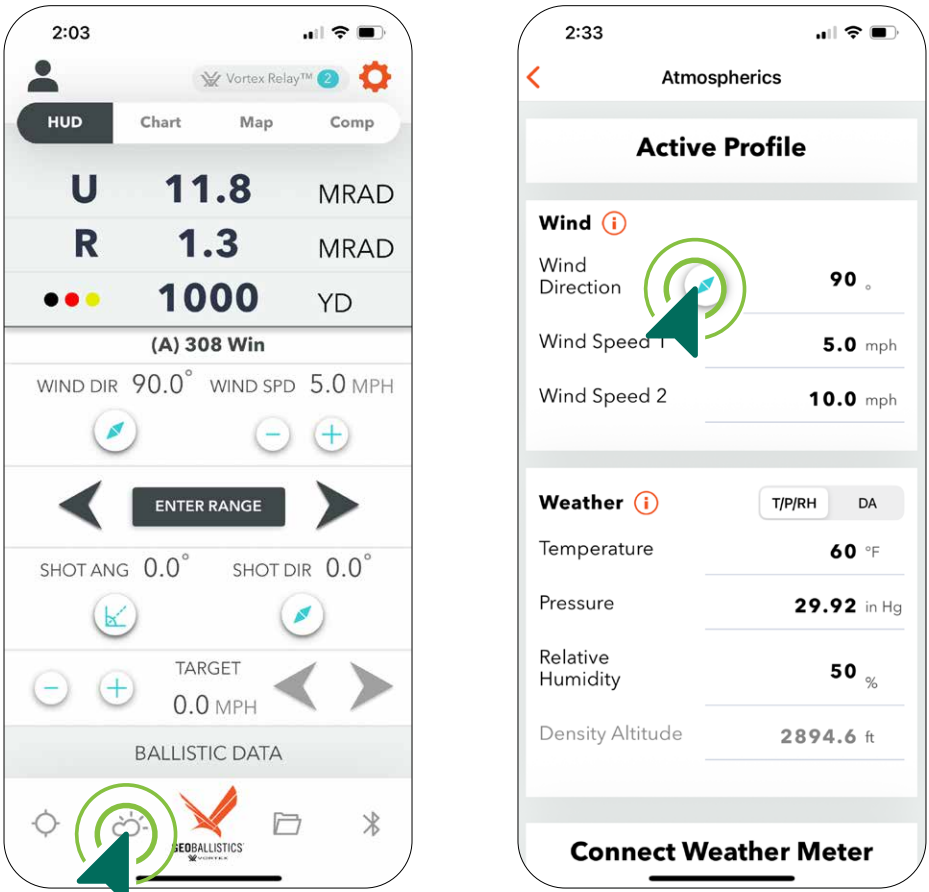 2:03
Vortex Relay™ 2
HUD Chart Map Comp
U 11.8 MRAD
R 1.3 MRAD
1000 YD
(A) 308 Win
WIND DIR 90.0° WIND SPD 5.0 MPH
ENTER RANGE
SHOT ANG 0.0° SHOT DIR 0.0°
TARGET
0.0 MPH
BALLISTIC DATA
GEOBALLISTICS
VORTEX
2:33
Atmospherics
Active Profile
Wind i
Wind
Direction 90 °
Wind Speed 1 5.0 mph
Wind Speed 2 10.0 mph
Weather i T/P/RH DA
Temperature 60 °F
Pressure 29.92 in Hg
Relative
Humidity 50 %
Density Altitude 2894.6 ft
Connect Weather Meter